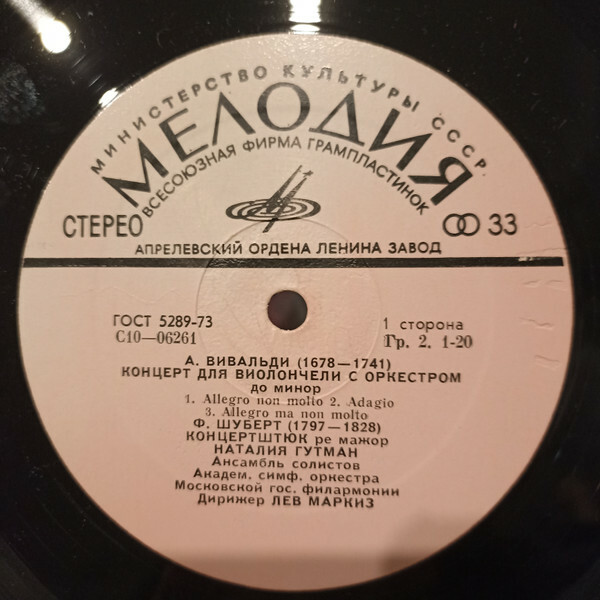 МИНИСТЕРСТВО КУЛЬТУРЫ СССР
МЕЛОДИЯ
ВСЕСОЮЗНАЯ ФИРМА ГРАМПЛАСТИНОК
СТЕРЕО
33
АПРЕЛЕВСКИЙ ОРДЕНА ЛЕНИНА ЗАВОД
ГОСТ 5289-73
С10—06261
1 сторона
Гр. 2. 1-20
А. ВИВАЛЬДИ (1678—1741)
КОНЦЕРТ ДЛЯ ВИОЛОНЧЕЛИ С ОРКЕСТРОМ
до минор
1. Allegro non molto 2. Adagio
3. Allegro ma non molto
Ф. ШУБЕРТ (1797—1828)
КОНЦЕРТШТЮК ре мажор
НАТАЛИЯ ГУТМАН
Ансамбль солистов
Академ. симф. оркестра
Московской гос. филармонии
Дирижер ЛЕВ МАРКИЗ